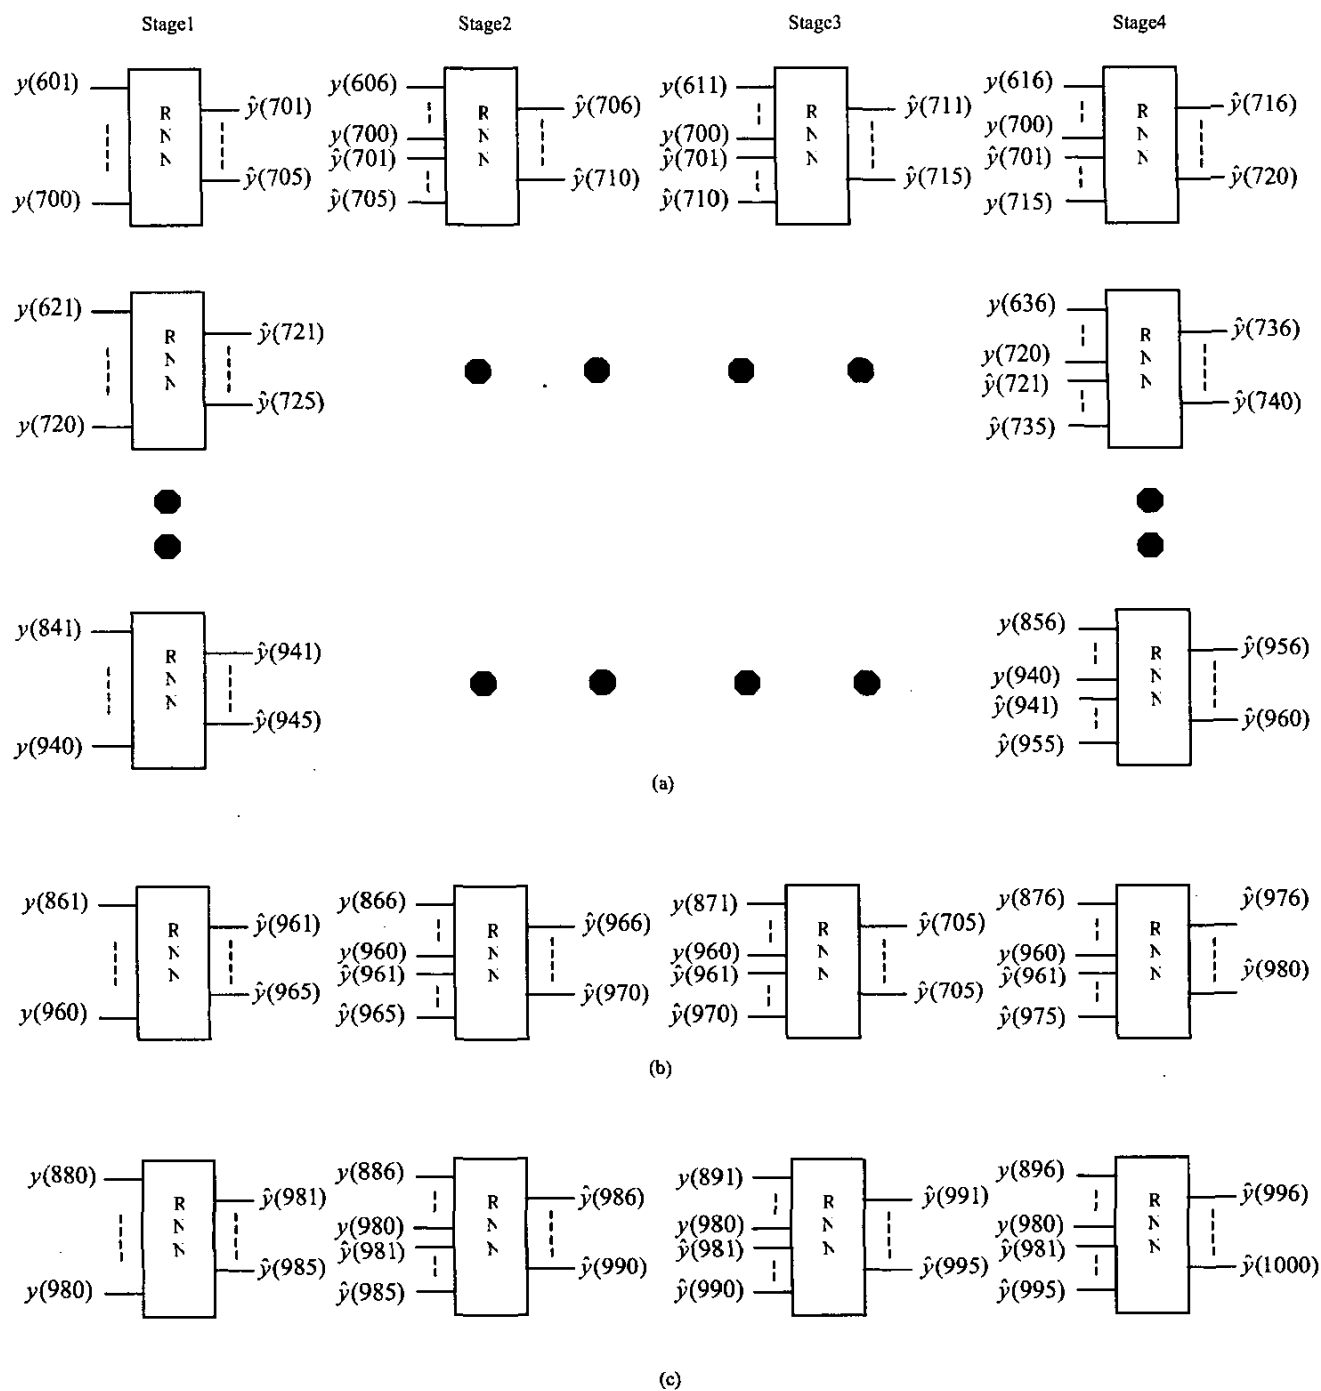 Stage1 Stage2 Stage3 Stage4
y(601) y(606) y(611) y(616)
R N N R N N R N N R N N
ŷ(701) ŷ(706) ŷ(711) ŷ(716)
y(700) y(700) y(700)
ŷ(701) ŷ(701) ŷ(701)
ŷ(705) ŷ(710) ŷ(715) ŷ(720)
y(700) ŷ(705) ŷ(710) y(715)
y(621) y(636)
R N N R N N
ŷ(721) ŷ(736)
y(720)
ŷ(721)
ŷ(725) ŷ(740)
y(720) ŷ(735)
y(841) y(856)
R N N R N N
ŷ(941) ŷ(956)
y(940)
ŷ(941)
ŷ(945) ŷ(960)
y(940) ŷ(955)
(a)
y(861) y(866) y(871) y(876)
R N N R N N R N N R N N
ŷ(961) ŷ(966) ŷ(705) ŷ(976)
y(960) y(960) y(960)
ŷ(961) ŷ(961) ŷ(961)
ŷ(965) ŷ(970) ŷ(705) ŷ(980)
y(960) ŷ(965) ŷ(970) ŷ(975)
(b)
y(880) y(886) y(891) y(896)
R N N R N N R N N R N N
ŷ(981) ŷ(986) ŷ(991) ŷ(996)
y(980) y(980) y(980)
ŷ(981) ŷ(981) ŷ(981)
ŷ(985) ŷ(990) ŷ(995) ŷ(1000)
y(980) ŷ(985) ŷ(990) ŷ(995)
(c)